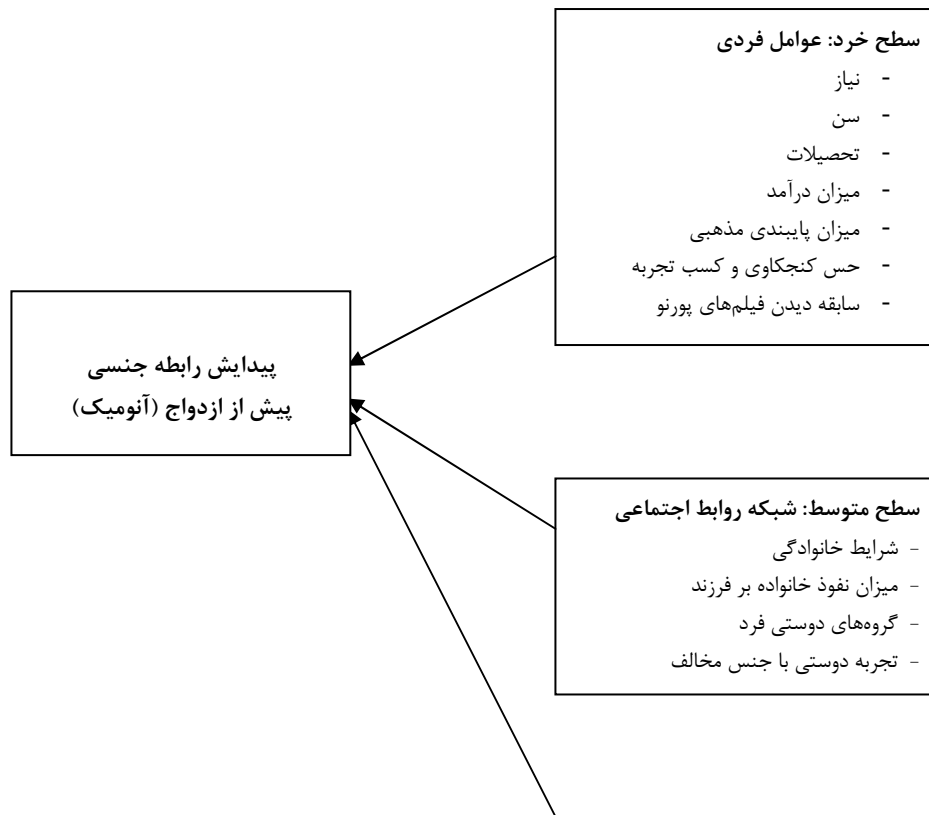 سطح خرد: عوامل فردی
- نیاز
- سن
- تحصیلات
- میزان درآمد
- میزان پایبندی مذهبی
- حس کنجکاوی و کسب تجربه
- سابقه دیدن فیلم‌های پورنو
پیدایش رابطه جنسی
پیش از ازدواج (آنومیک)
سطح متوسط: شبکه روابط اجتماعی
- شرایط خانوادگی
- میزان نفوذ خانواده بر فرزند
- گروه‌های دوستی فرد
- تجربه دوستی با جنس مخالف